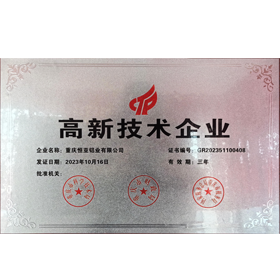 高新技术企业
企业名称：重庆恒亚铝业有限公司 证书编号：GR202351100408
发证日期：2023年10月16日 有 效 期：三年
批准机关：